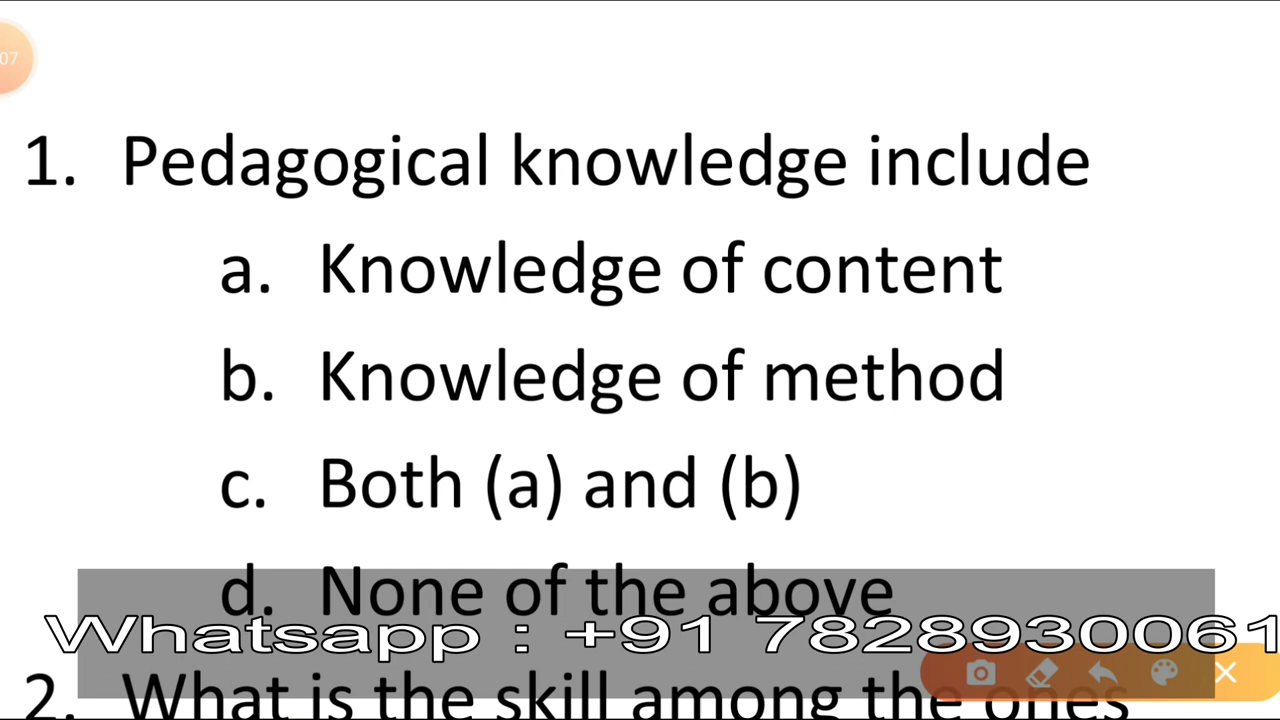 07
1. Pedagogical knowledge include
a. Knowledge of content
b. Knowledge of method
c. Both (a) and (b)
d. None of the above
Whatsapp : +91 7828930061
2. What is the skill among the ones